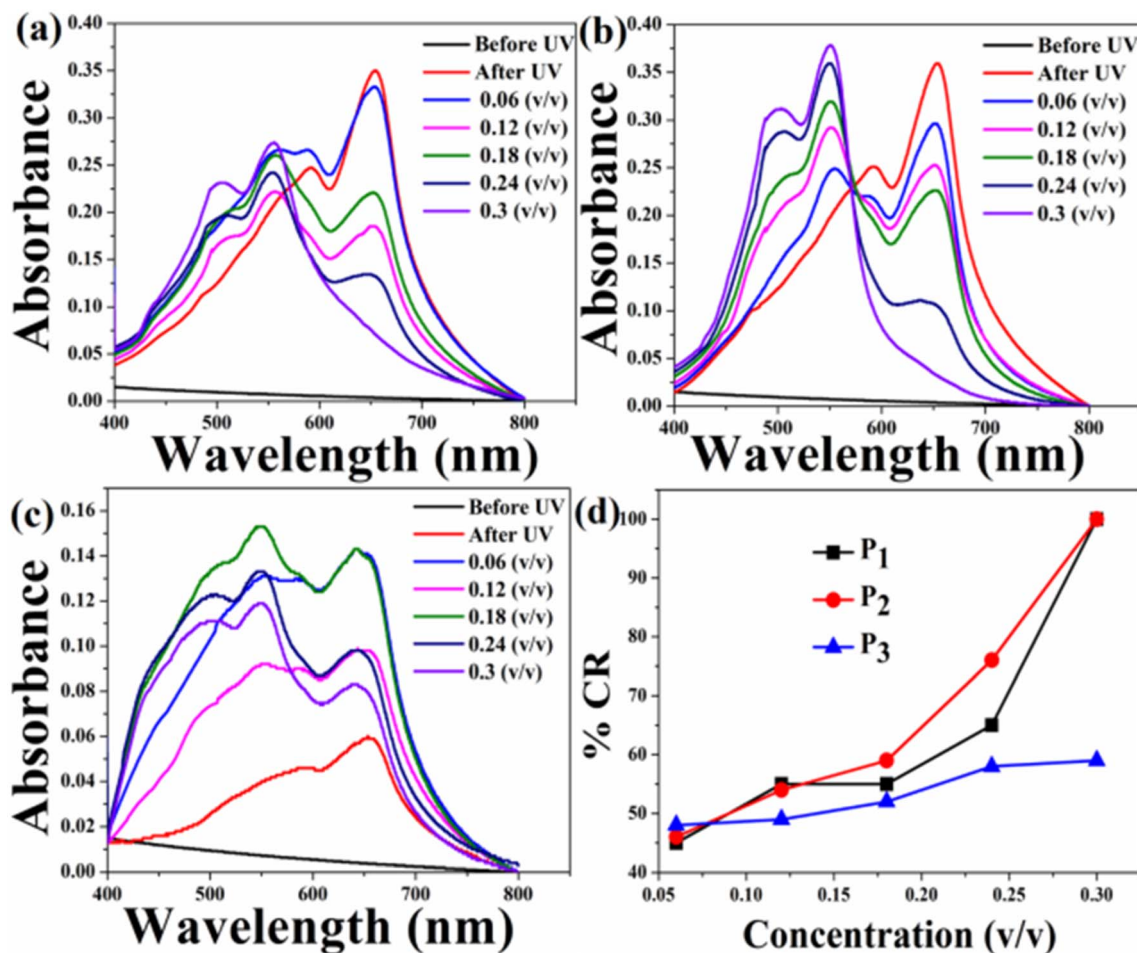 (a)
Before UV
After UV
0.06 (v/v)
0.12 (v/v)
0.18 (v/v)
0.24 (v/v)
0.3 (v/v)
Absorbance
0.40
0.35
0.30
0.25
0.20
0.15
0.10
0.05
0.00
400
500
600
700
800
Wavelength (nm)
(b)
Before UV
After UV
0.06 (v/v)
0.12 (v/v)
0.18 (v/v)
0.24 (v/v)
0.3 (v/v)
Absorbance
0.40
0.35
0.30
0.25
0.20
0.15
0.10
0.05
0.00
400
500
600
700
800
Wavelength (nm)
(c)
Before UV
After UV
0.06 (v/v)
0.12 (v/v)
0.18 (v/v)
0.24 (v/v)
0.3 (v/v)
Absorbance
0.16
0.14
0.12
0.10
0.08
0.06
0.04
0.02
0.00
400
500
600
700
800
Wavelength (nm)
(d)
P1
P2
P3
% CR
100
90
80
70
60
50
40
0.05
0.10
0.15
0.20
0.25
0.30
Concentration (v/v)